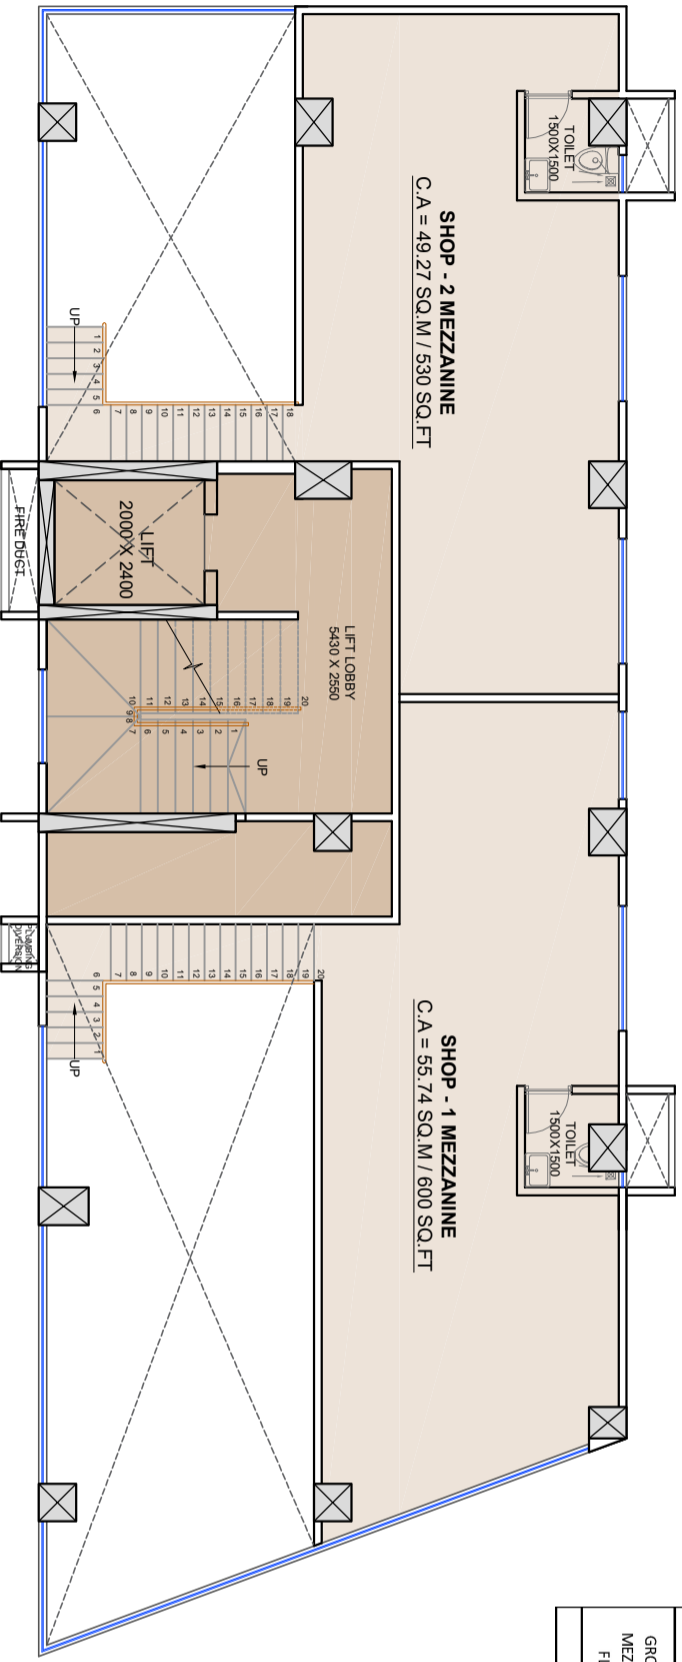 TOILET
1500X1500
SHOP - 2 MEZZANINE
C.A = 49.27 SQ.M / 530 SQ.FT
UP
1 2 3 4 5 6
7 8 9 10 11 12 13 14 15 16 17 18
FIRE DUCT
LIFT
2000 X 2400
LIFT LOBBY
5430 X 2550
10 11 12 13 14 15 16 17 18 19 20
9
8
7 6 5 4 3 2 1
UP
PLUMBING
DIVERSION
7 8 9 10 11 12 13 14 15 16 17 18 19 20
6 5 4 3 2 1
UP
SHOP - 1 MEZZANINE
C.A = 55.74 SQ.M / 600 SQ.FT
TOILET
1500X1500
GRO
MEZ